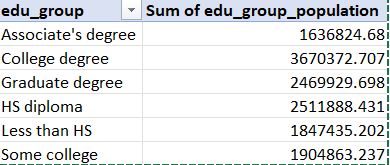 edu_group Sum of edu_group_population
Associate's degree 1636824.68
College degree 3670372.707
Graduate degree 2469929.698
HS diploma 2511888.431
Less than HS 1847435.202
Some college 1904863.237